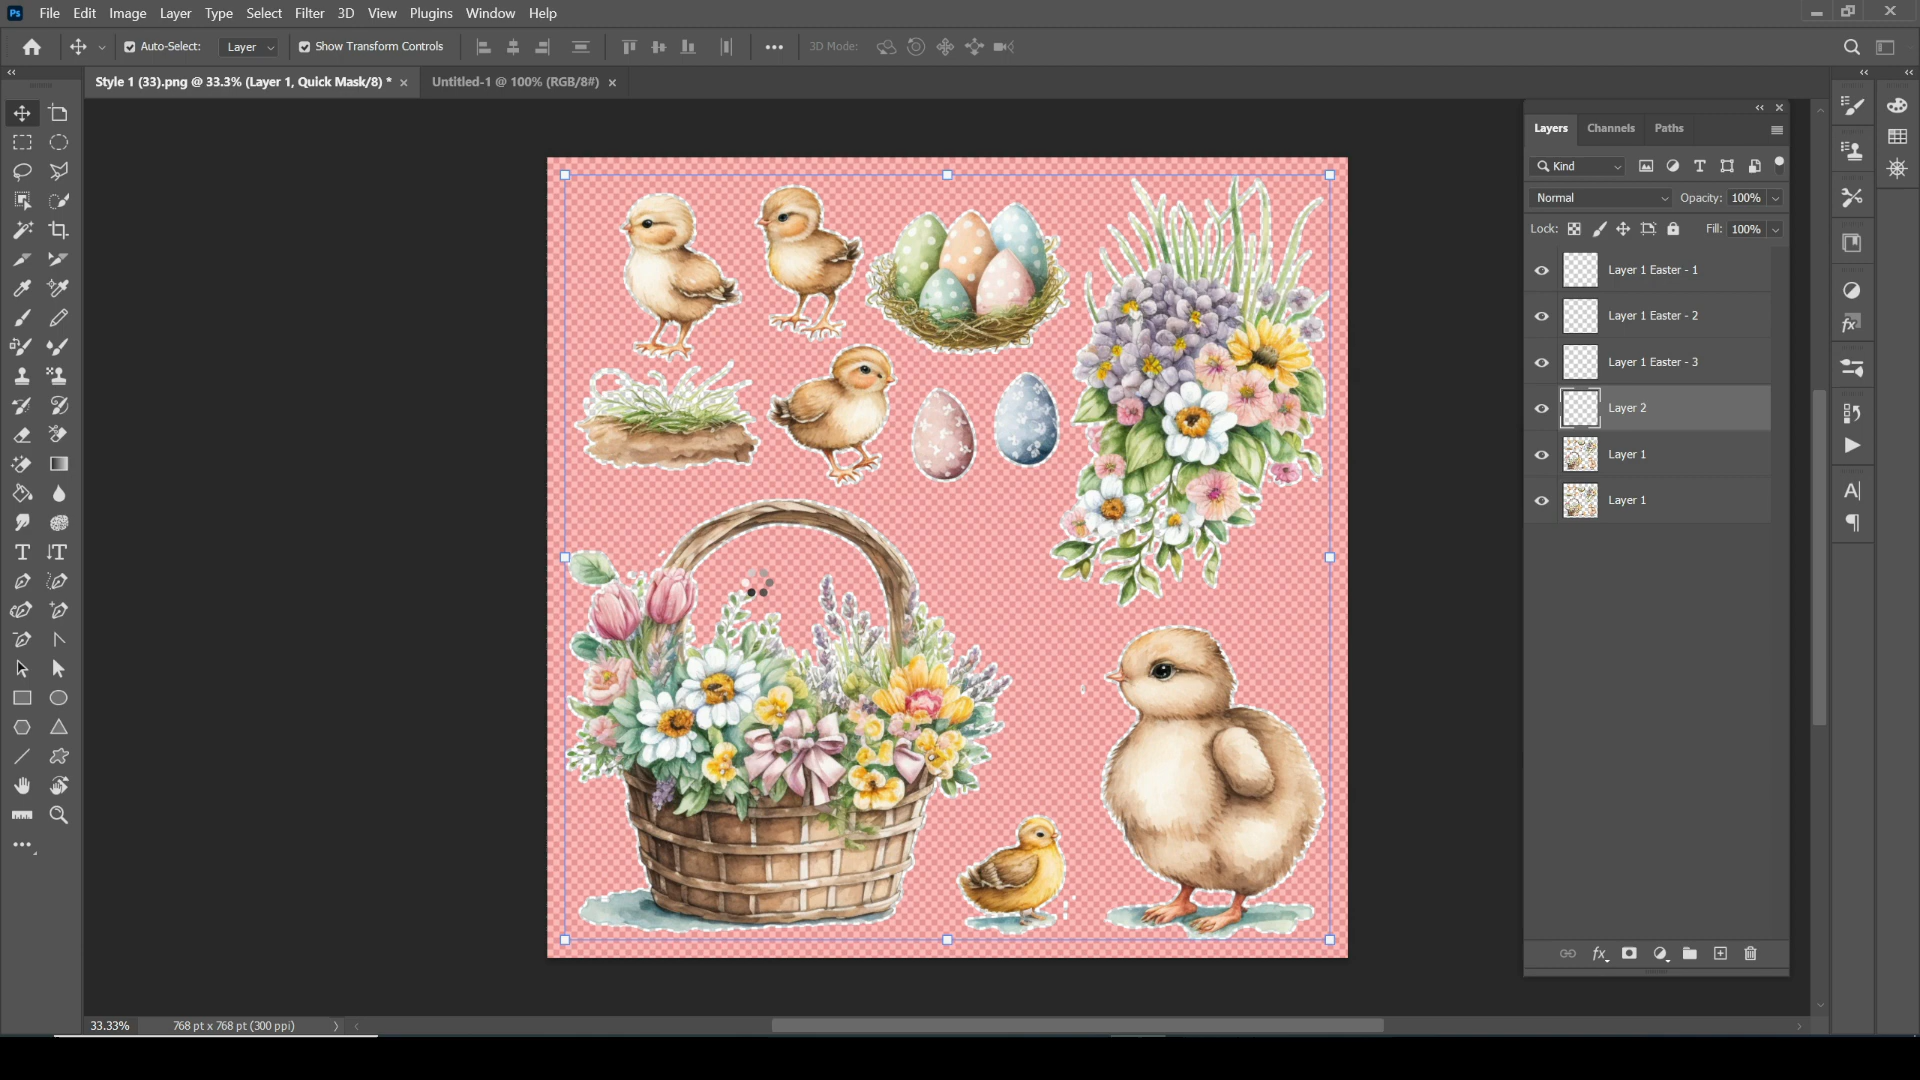 Ps File Edit Image Layer Type Select Filter 3D View Plugins Window Help
Auto-Select: Layer Show Transform Controls 3D Mode:
Style 1 (33).png @ 33.3% (Layer 1, Quick Mask/8) * Untitled-1 @ 100% (RGB/8#)
Layers Channels Paths
Kind
Normal Opacity: 100%
Lock: Fill: 100%
Layer 1 Easter - 1
Layer 1 Easter - 2
Layer 1 Easter - 3
Layer 2
Layer 1
Layer 1
33.33% 768 pt x 768 pt (300 ppi)